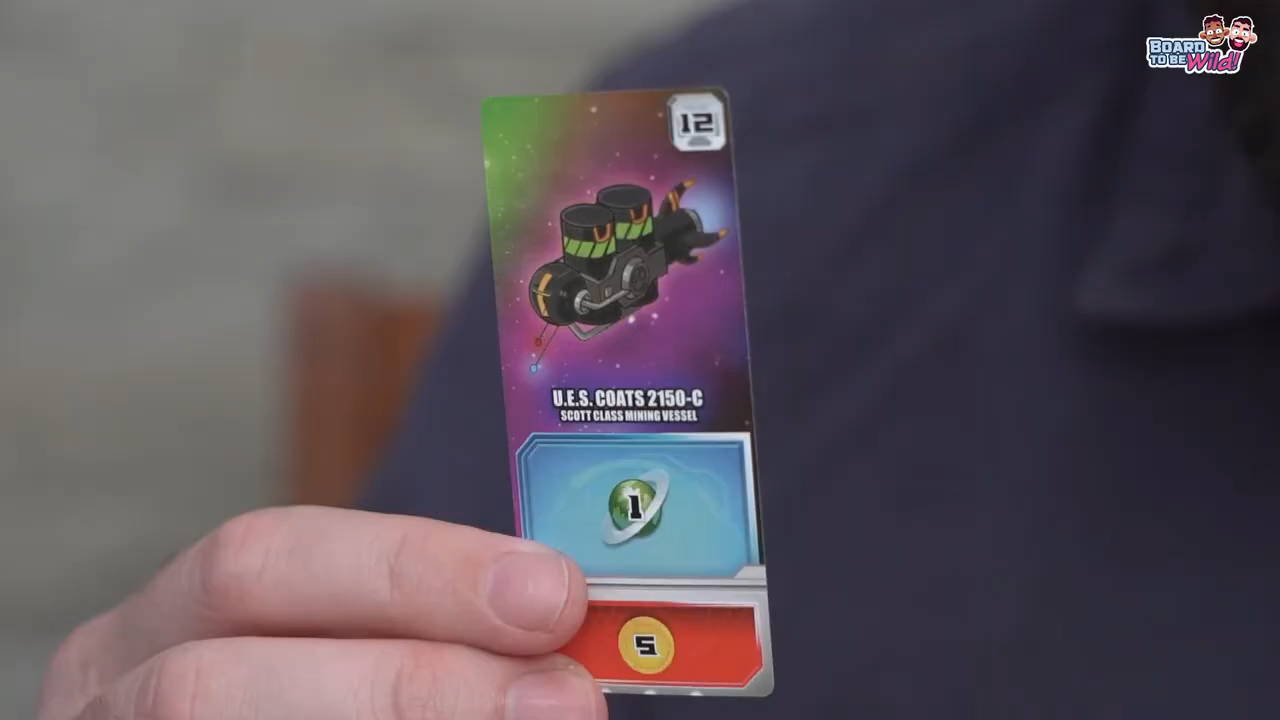 BOARD
TO BE Wild!
12
U.E.S. COATS 2150-C
SCOTT CLASS MINING VESSEL
1
5